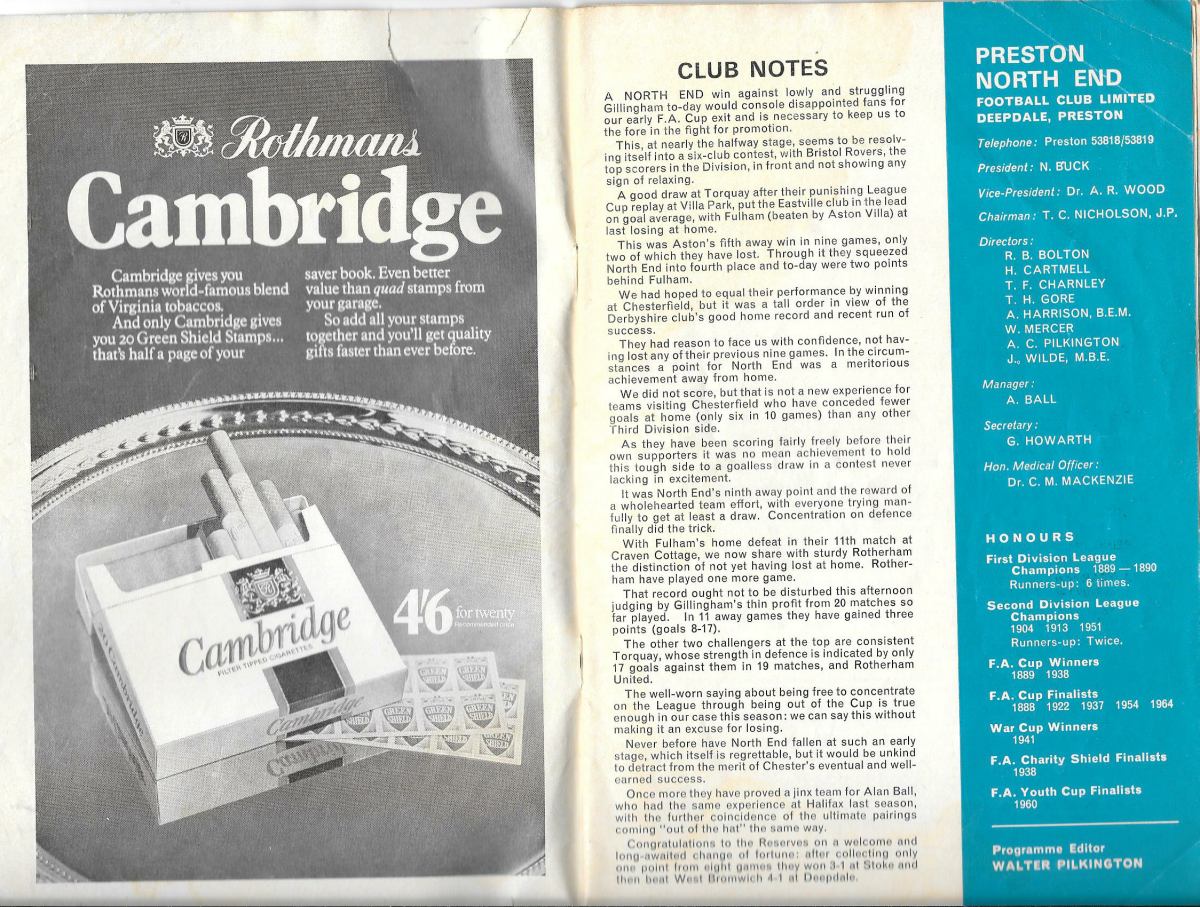 Rothmans
Cambridge
Cambridge gives you
Rothmans world-famous blend
of Virginia tobaccos.
And only Cambridge gives
you 20 Green Shield Stamps...
that's half a page of your
saver book. Even better
value than quad stamps from
your garage.
So add all your stamps
together and you'll get quality
gifts faster than ever before.
Cambridge
FILTER TIPPED CIGARETTES
Cambridge
Cambridge
20 Cambridge
4/6 for twenty
Recommended price
GREEN SHIELD
GREEN SHIELD
GREEN SHIELD
GREEN SHIELD
GREEN SHIELD
CLUB NOTES
A NORTH END win against lowly and struggling
Gillingham to-day would console disappointed fans for
our early F.A. Cup exit and is necessary to keep us to
the fore in the fight for promotion.
This, at nearly the halfway stage, seems to be resolv-
ing itself into a six-club contest, with Bristol Rovers, the
top scorers in the Division, in front and not showing any
sign of relaxing.
A good draw at Torquay after their punishing League
Cup replay at Villa Park, put the Eastville club in the lead
on goal average, with Fulham (beaten by Aston Villa) at
last losing at home.
This was Aston's fifth away win in nine games, only
two of which they have lost. Through it they squeezed
North End into fourth place and to-day were two points
behind Fulham.
We had hoped to equal their performance by winning
at Chesterfield, but it was a tall order in view of the
Derbyshire club's good home record and recent run of
success.
They had reason to face us with confidence, not hav-
ing lost any of their previous nine games. In the circum-
stances a point for North End was a meritorious
achievement away from home.
We did not score, but that is not a new experience for
teams visiting Chesterfield who have conceded fewer
goals at home (only six in 10 games) than any other
Third Division side.
As they have been scoring fairly freely before their
own supporters it was no mean achievement to hold
this tough side to a goalless draw in a contest never
lacking in excitement.
It was North End's ninth away point and the reward of
a wholehearted team effort, with everyone trying man-
fully to get at least a draw. Concentration on defence
finally did the trick.
With Fulham's home defeat in their 11th match at
Craven Cottage, we now share with sturdy Rotherham
the distinction of not yet having lost at home. Rother-
ham have played one more game.
That record ought not to be disturbed this afternoon
judging by Gillingham's thin profit from 20 matches so
far played. In 11 away games they have gained three
points (goals 8-17).
The other two challengers at the top are consistent
Torquay, whose strength in defence is indicated by only
17 goals against them in 19 matches, and Rotherham
United.
The well-worn saying about being free to concentrate
on the League through being out of the Cup is true
enough in our case this season: we can say this without
making it an excuse for losing.
Never before have North End fallen at such an early
stage, which itself is regrettable, but it would be unkind
to detract from the merit of Chester's eventual and well-
earned success.
Once more they have proved a jinx team for Alan Ball,
who had the same experience at Halifax last season,
with the further coincidence of the ultimate pairings
coming "out of the hat" the same way.
Congratulations to the Reserves on a welcome and
long-awaited change of fortune: after collecting only
one point from eight games they won 3-1 at Stoke and
then beat West Bromwich 4-1 at Deepdale.
PRESTON
NORTH END
FOOTBALL CLUB LIMITED
DEEPDALE, PRESTON
Telephone: Preston 53818/53819
President: N. BUCK
Vice-President: Dr. A. R. WOOD
Chairman: T. C. NICHOLSON, J.P.
Directors:
R. B. BOLTON
H. CARTMELL
T. F. CHARNLEY
T. H. GORE
A. HARRISON, B.E.M.
W. MERCER
A. C. PILKINGTON
J., WILDE, M.B.E.
Manager:
A. BALL
Secretary:
G. HOWARTH
Hon. Medical Officer:
Dr. C. M. MACKENZIE
HONOURS
First Division League
Champions 1889 — 1890
Runners-up: 6 times.
Second Division League
Champions
1904 1913 1951
Runners-up: Twice.
F.A. Cup Winners
1889 1938
F.A. Cup Finalists
1888 1922 1937 1954 1964
War Cup Winners
1941
F.A. Charity Shield Finalists
1938
F.A. Youth Cup Finalists
1960
Programme Editor
WALTER PILKINGTON